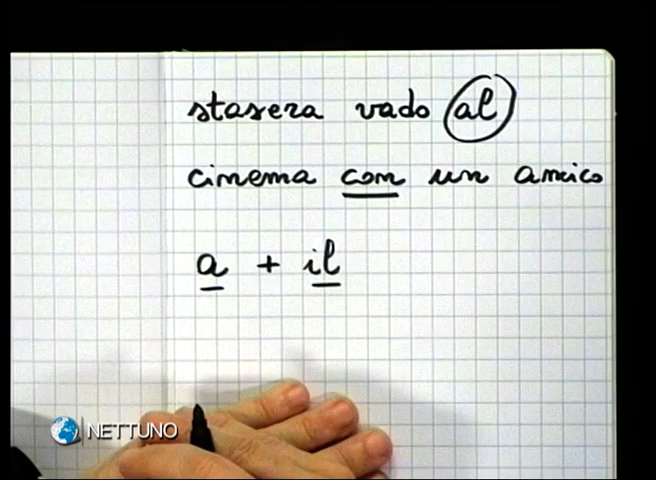 stasera vado al
cinema con un amico
a + il
NETTUNO